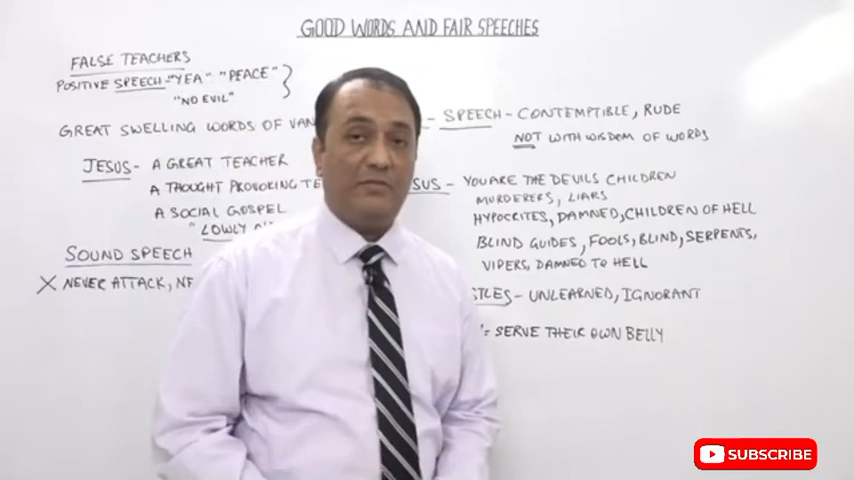 GOOD WORDS AND FAIR SPEECHES
FALSE TEACHERS
POSITIVE SPEECH - "YEA" "PEACE"
"NO EVIL"
GREAT SWELLING WORDS OF
JESUS - A GREAT TEACHER
A THOUGHT PROVOKING
A SOCIAL GOSPEL
"LOWLY
SOUND SPEECH
X NEVER ATTACK,
- SPEECH - CONTEMPTIBLE, RUDE
NOT WITH WISDOM OF WORDS
SUS - YOU ARE THE DEVILS CHILDREN
MURDERERS, LIARS
HYPOCRITES, DAMNED, CHILDREN OF HELL
BLIND GUIDES, FOOLS, BLIND, SERPENTS,
VIPERS, DAMNED TO HELL
STLES - UNLEARNED, IGNORANT
= SERVE THEIR OWN BELLY
SUBSCRIBE